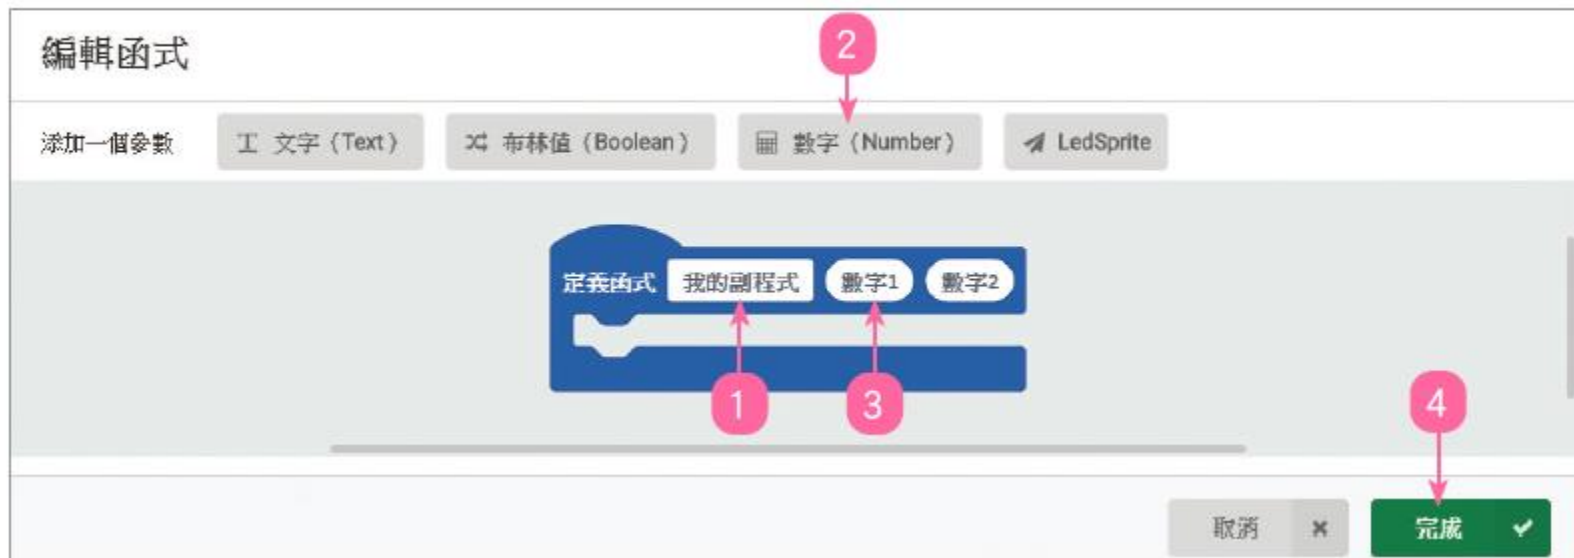 2
編輯函式
添加一個參數 文字（Text） 布林值（Boolean） 數字（Number） LedSprite
定義函式 我的副程式 數字1 數字2
1 3 4
取消 完成